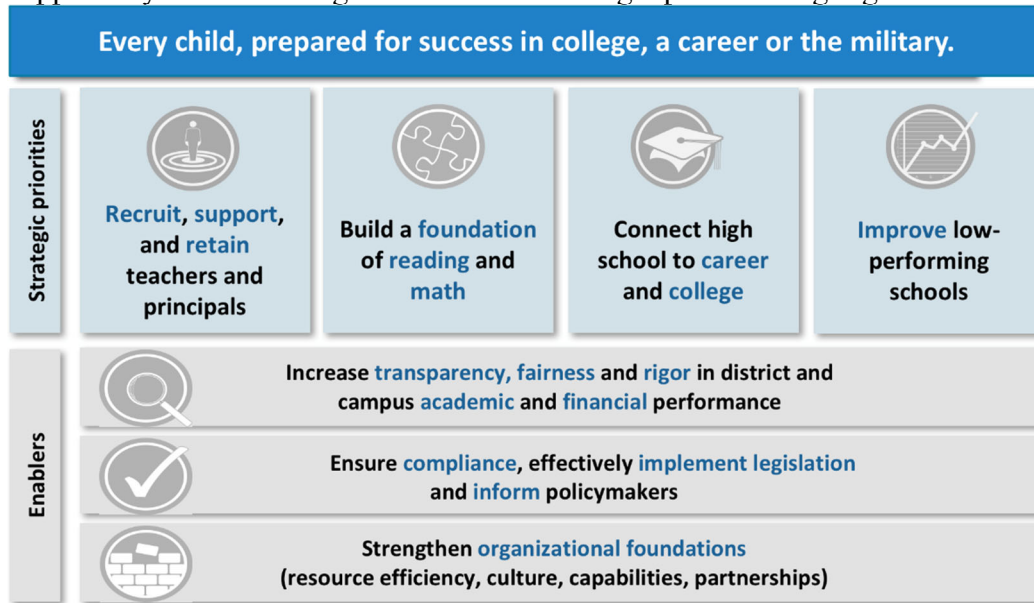 Every child, prepared for success in college, a career or the military.
Strategic priorities
Recruit, support,
and retain
teachers and
principals
Build a foundation
of reading and
math
Connect high
school to career
and college
Improve low-
performing
schools
Enablers
Increase transparency, fairness and rigor in district and
campus academic and financial performance
Ensure compliance, effectively implement legislation
and inform policymakers
Strengthen organizational foundations
(resource efficiency, culture, capabilities, partnerships)